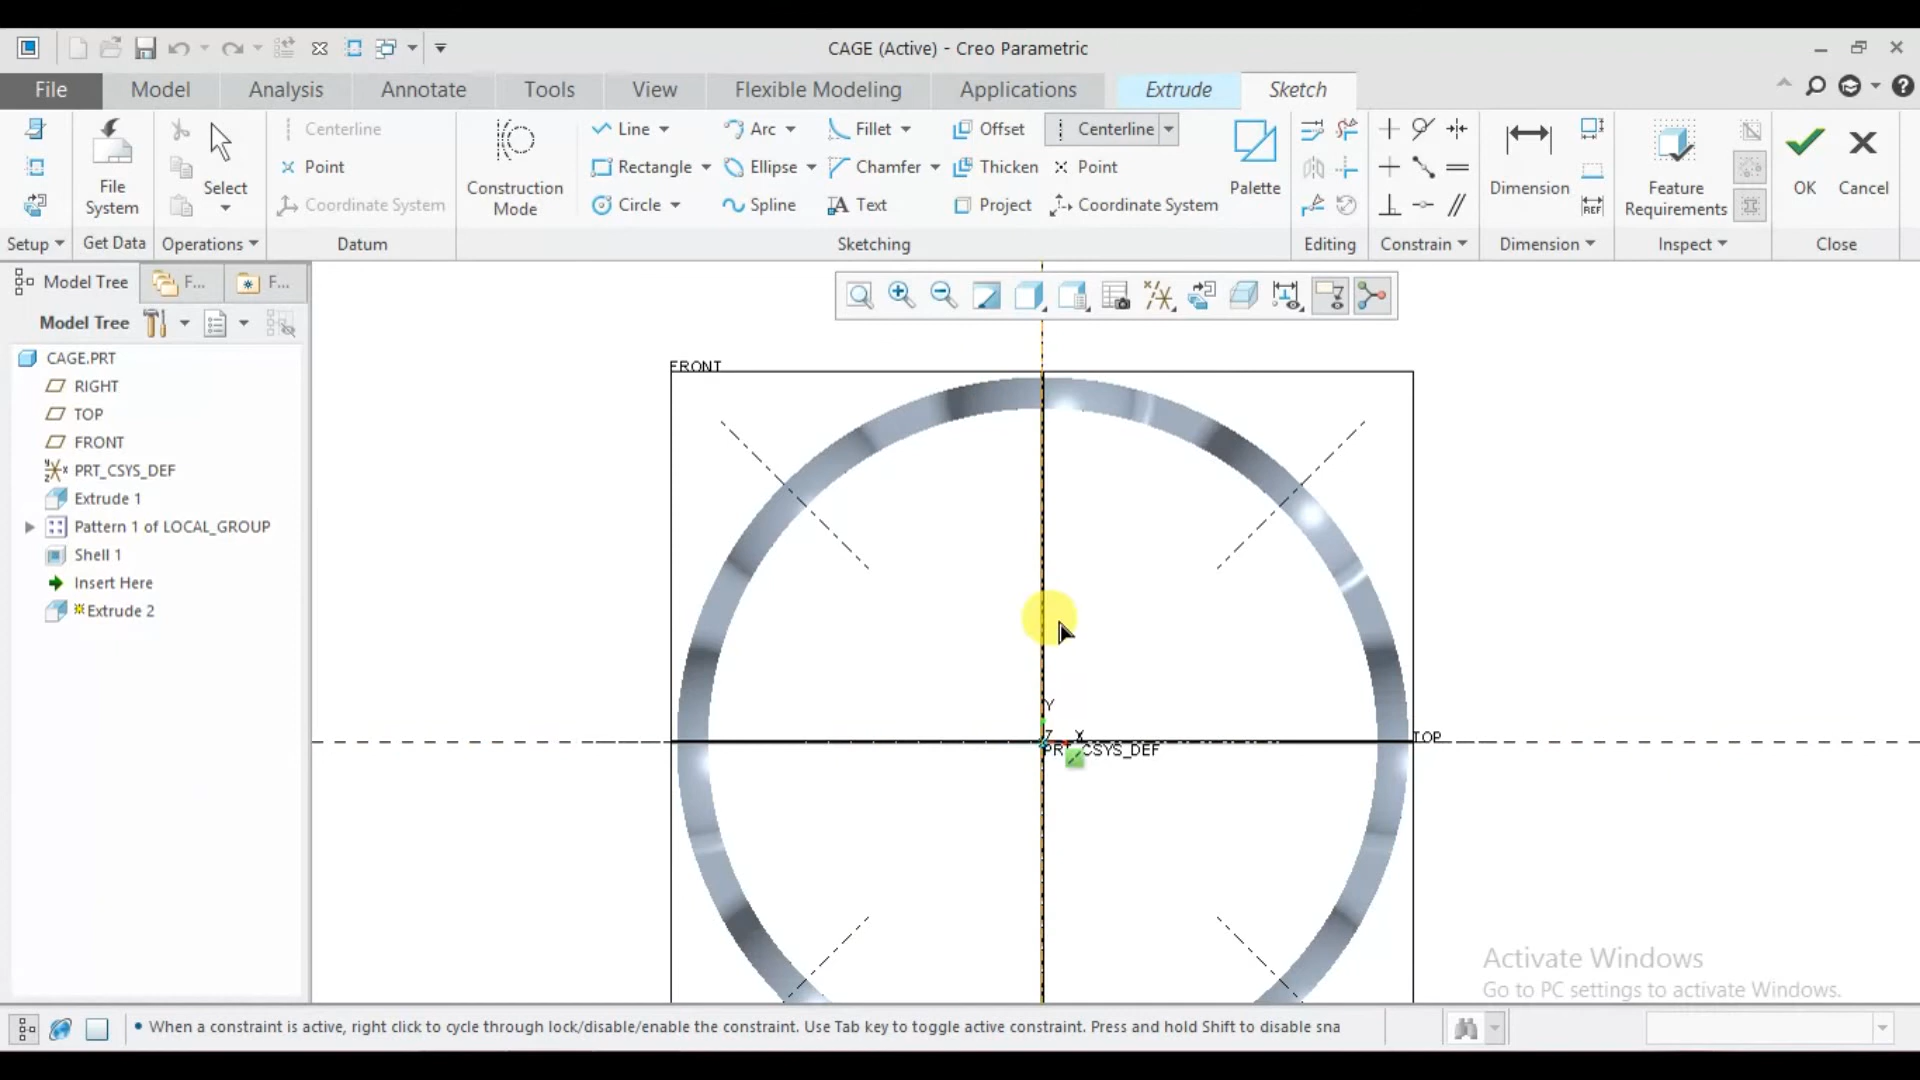 CAGE (Active) - Creo Parametric
File Model Analysis Annotate Tools View Flexible Modeling Applications Extrude Sketch
Centerline
Point
Coordinate System
File System
Select
Construction Mode
Line Arc Fillet Offset Centerline
Rectangle Ellipse Chamfer Thicken Point
Circle Spline Text Project Coordinate System
Palette
Dimension
REF
Feature Requirements
OK Cancel
Setup Get Data Operations Datum Sketching Editing Constrain Dimension Inspect Close
Model Tree F... F...
Model Tree
CAGE.PRT
RIGHT
TOP
FRONT
PRT_CSYS_DEF
Extrude 1
Pattern 1 of LOCAL_GROUP
Shell 1
Insert Here
Extrude 2
FRONT
Y
Z X
PRT_CSYS_DEF
TOP
Activate Windows
Go to PC settings to activate Windows.
• When a constraint is active, right click to cycle through lock/disable/enable the constraint. Use Tab key to toggle active constraint. Press and hold Shift to disable sna